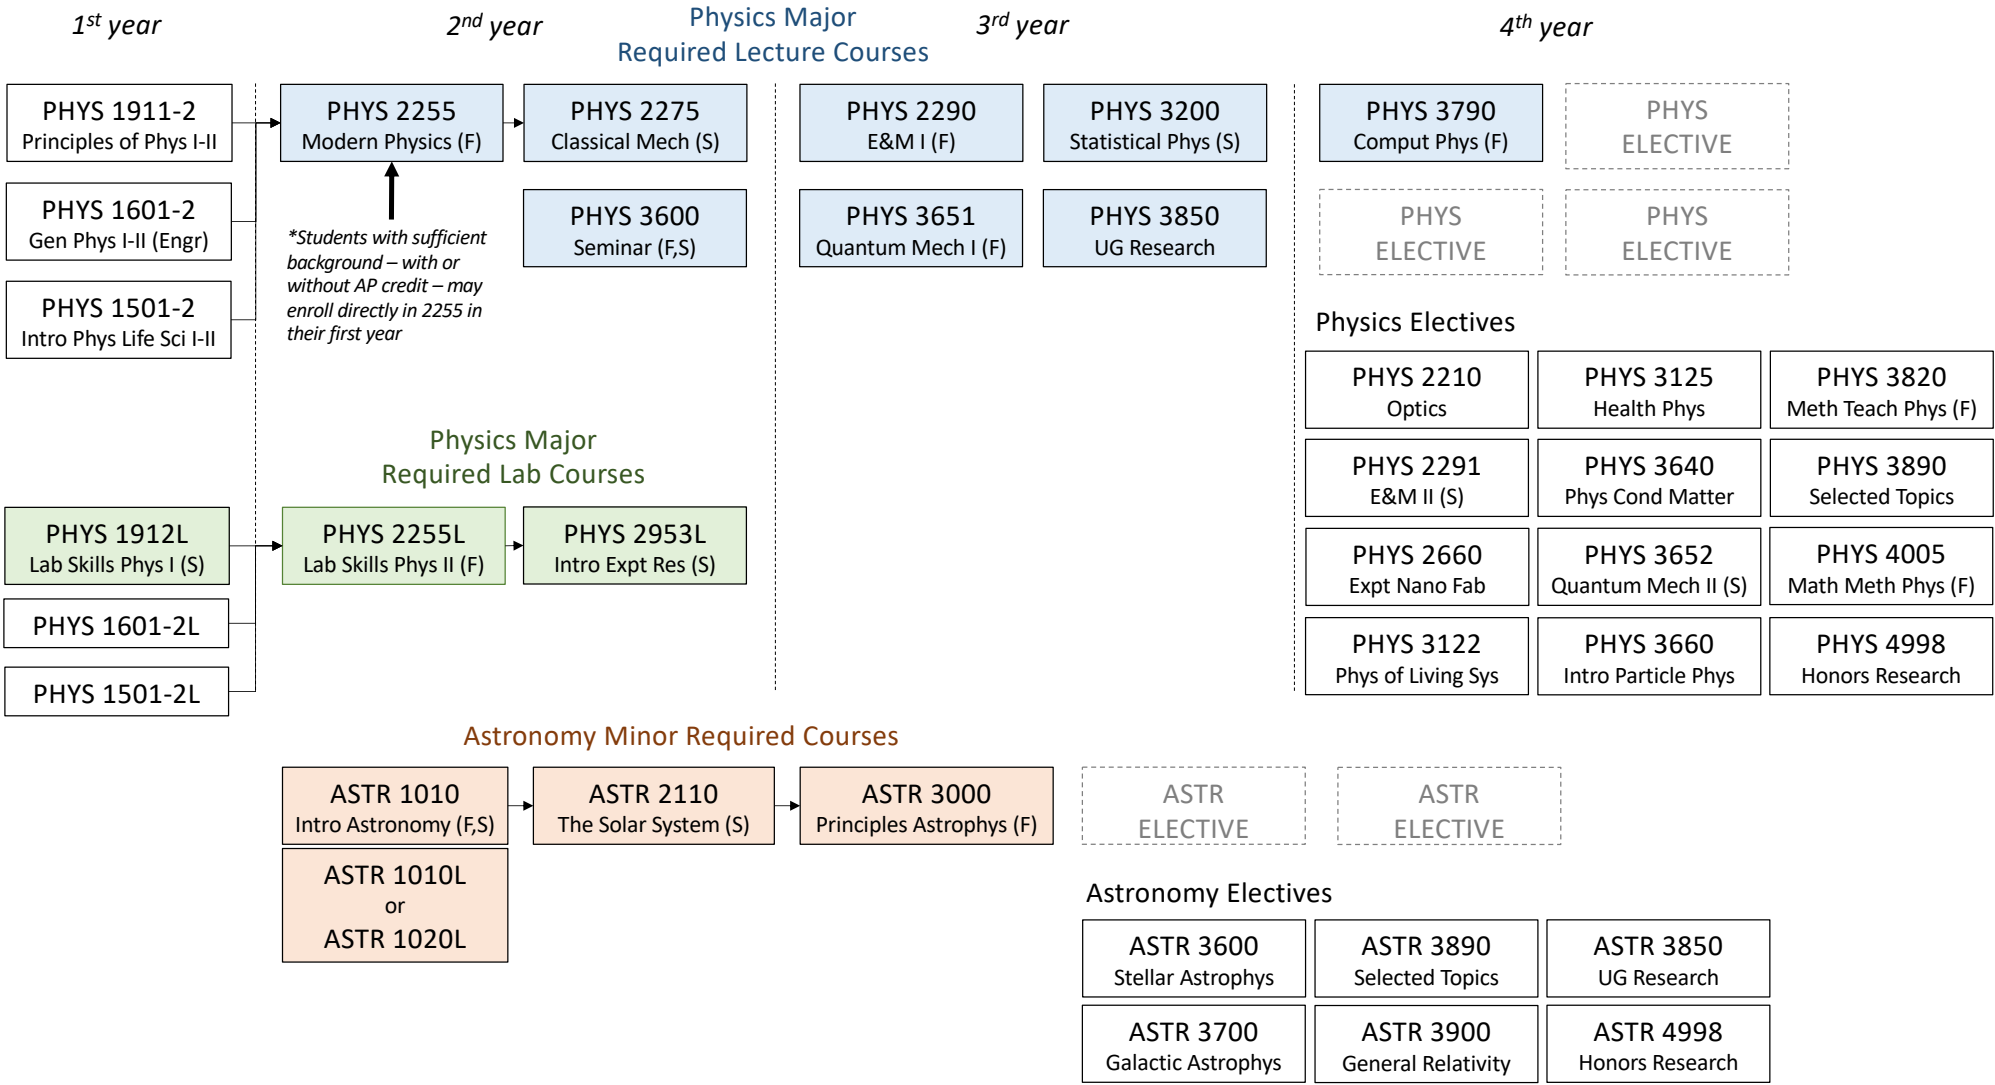 1st year
2nd year
Physics Major
Required Lecture Courses
3rd year
4th year
PHYS 1911-2
Principles of Phys I-II
PHYS 1601-2
Gen Phys I-II (Engr)
PHYS 1501-2
Intro Phys Life Sci I-II
PHYS 2255
Modern Physics (F)
*Students with sufficient
background – with or
without AP credit – may
enroll directly in 2255 in
their first year
PHYS 2275
Classical Mech (S)
PHYS 3600
Seminar (F,S)
PHYS 2290
E&M I (F)
PHYS 3200
Statistical Phys (S)
PHYS 3651
Quantum Mech I (F)
PHYS 3850
UG Research
PHYS 3790
Comput Phys (F)
PHYS
ELECTIVE
PHYS
ELECTIVE
PHYS
ELECTIVE
Physics Electives
PHYS 2210
Optics
PHYS 3125
Health Phys
PHYS 3820
Meth Teach Phys (F)
PHYS 2291
E&M II (S)
PHYS 3640
Phys Cond Matter
PHYS 3890
Selected Topics
PHYS 2660
Expt Nano Fab
PHYS 3652
Quantum Mech II (S)
PHYS 4005
Math Meth Phys (F)
PHYS 3122
Phys of Living Sys
PHYS 3660
Intro Particle Phys
PHYS 4998
Honors Research
Physics Major
Required Lab Courses
PHYS 1912L
Lab Skills Phys I (S)
PHYS 1601-2L
PHYS 1501-2L
PHYS 2255L
Lab Skills Phys II (F)
PHYS 2953L
Intro Expt Res (S)
Astronomy Minor Required Courses
ASTR 1010
Intro Astronomy (F,S)
ASTR 1010L
or
ASTR 1020L
ASTR 2110
The Solar System (S)
ASTR 3000
Principles Astrophys (F)
ASTR
ELECTIVE
ASTR
ELECTIVE
Astronomy Electives
ASTR 3600
Stellar Astrophys
ASTR 3890
Selected Topics
ASTR 3850
UG Research
ASTR 3700
Galactic Astrophys
ASTR 3900
General Relativity
ASTR 4998
Honors Research